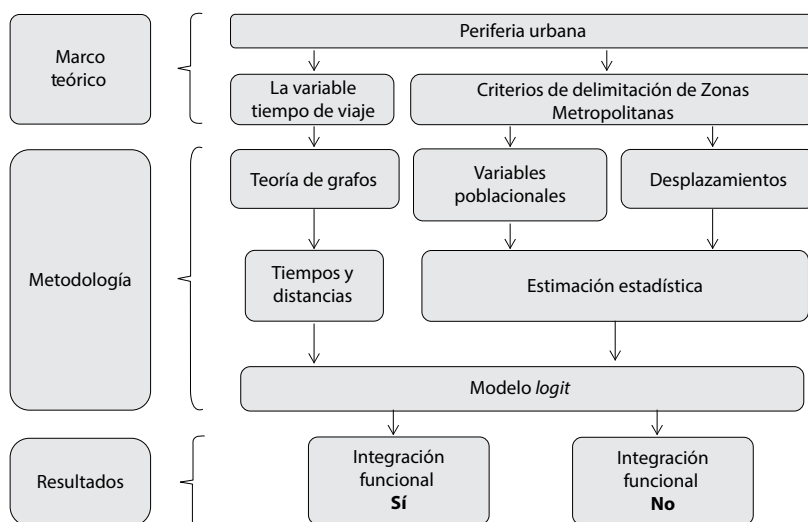 Marco
teórico
Periferia urbana
La variable
tiempo de viaje
Criterios de delimitación de Zonas
Metropolitanas
Metodología
Teoría de grafos
Variables
poblacionales
Desplazamientos
Tiempos y
distancias
Estimación estadística
Modelo logit
Resultados
Integración
funcional
Sí
Integración
funcional
No